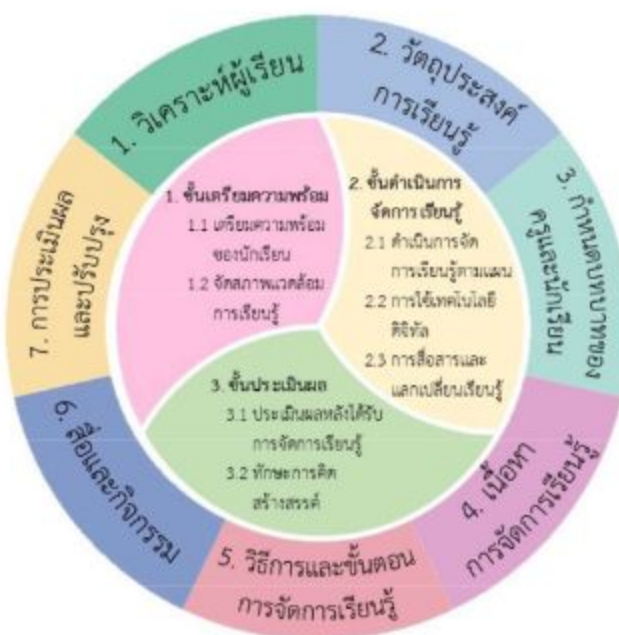 1. วิเคราะห์ผู้เรียน
2. วัตถุประสงค์
การเรียนรู้
3. กำหนดบทบาทของ
ครูและนักเรียน
4. เนื้อหา
การจัดการเรียนรู้
5. วิธีการและขั้นตอน
การจัดการเรียนรู้
6. สื่อและกิจกรรม
7. การประเมินผล
และปรับปรุง
1. ขั้นเตรียมความพร้อม
1.1 เตรียมความพร้อม
ของนักเรียน
1.2 จัดสภาพแวดล้อม
การเรียนรู้
2. ขั้นดำเนินการ
จัดการเรียนรู้
2.1 ดำเนินการจัด
การเรียนรู้ตามแผน
2.2 การใช้เทคโนโลยี
ดิจิทัล
2.3 การสื่อสารและ
แลกเปลี่ยนเรียนรู้
3. ขั้นประเมินผล
3.1 ประเมินผลหลังได้รับ
การจัดการเรียนรู้
3.2 ทักษะการคิด
สร้างสรรค์